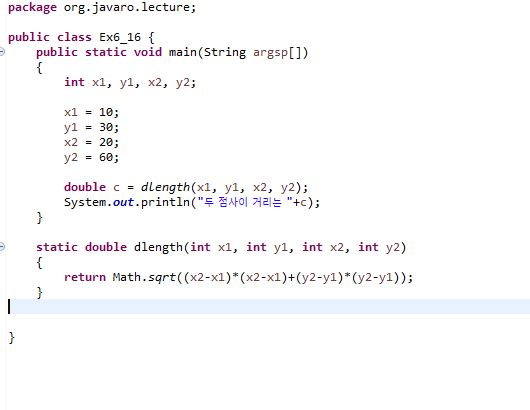 package org.javaro.lecture;
public class Ex6_16 {
public static void main(String argsp[])
{
int x1, y1, x2, y2;
x1 = 10;
y1 = 30;
x2 = 20;
y2 = 60;
double c = dlength(x1, y1, x2, y2);
System.out.println("두 점사이 거리는 "+c);
}
static double dlength(int x1, int y1, int x2, int y2)
{
return Math.sqrt((x2-x1)*(x2-x1)+(y2-y1)*(y2-y1));
}
}